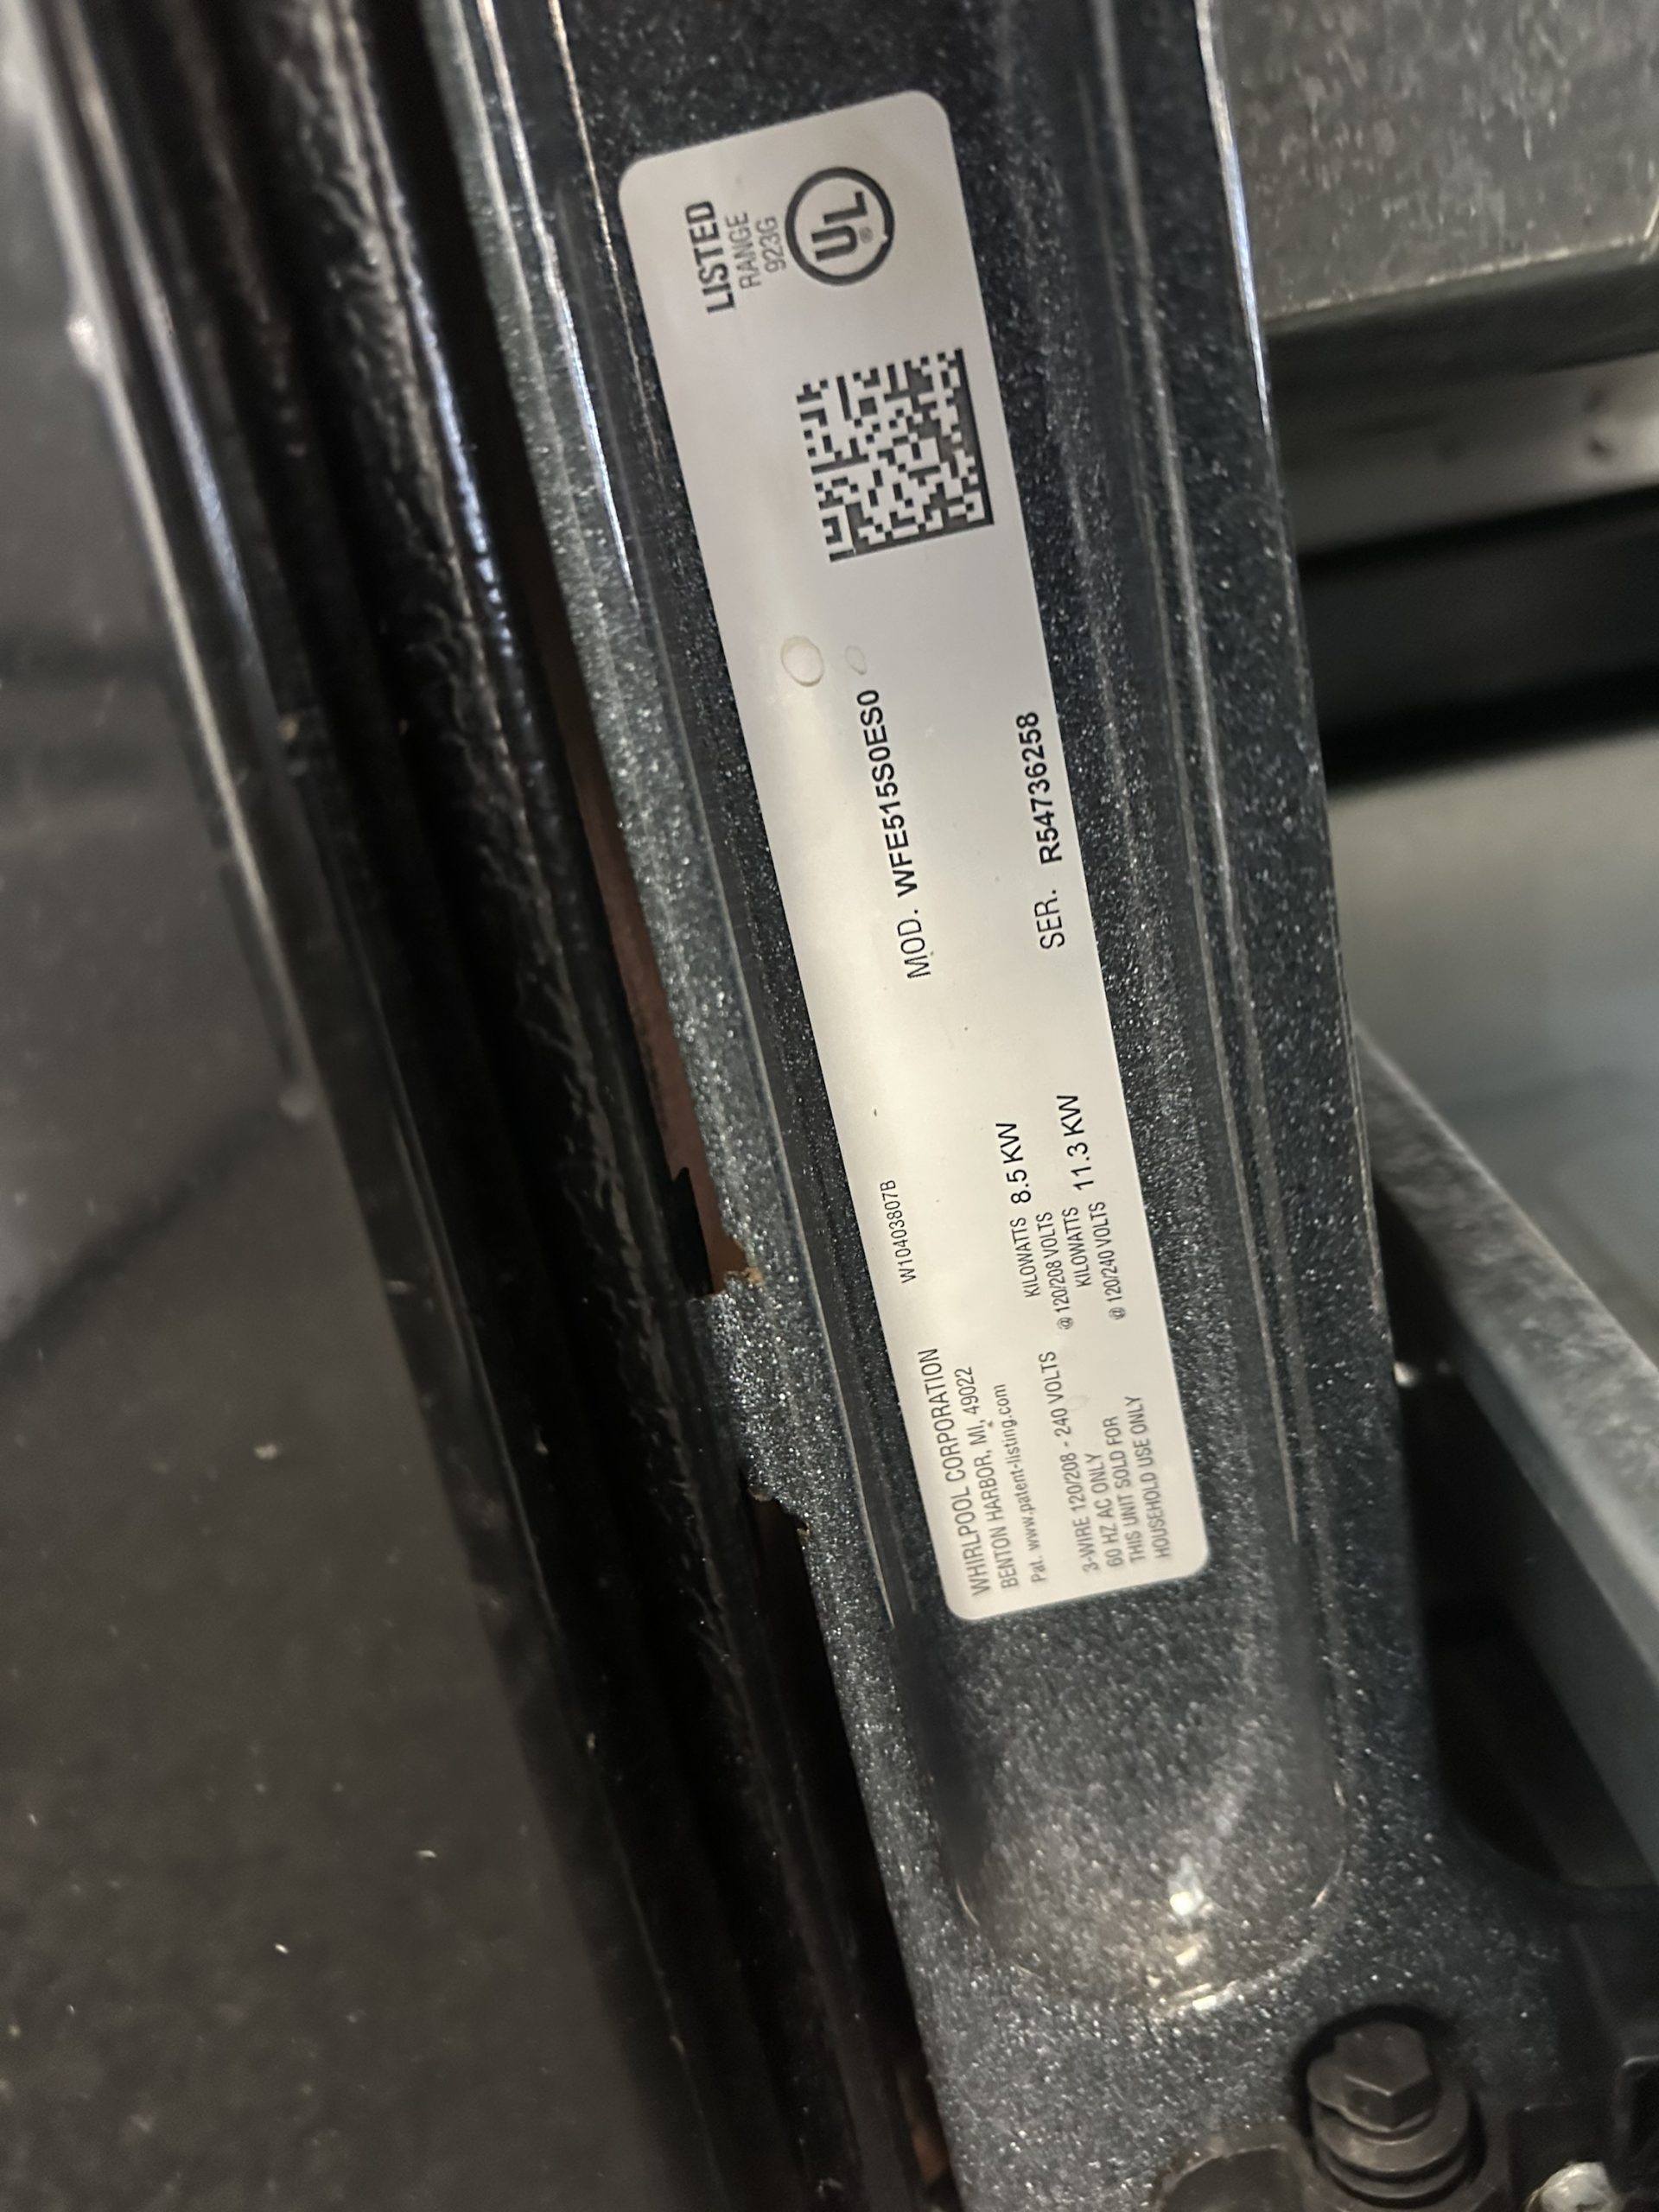 WHIRLPOOL CORPORATION
BENTON HARBOR, MI, 49022
Pat. www.patent-listing.com
W10403807B
3-WIRE 120/208 - 240 VOLTS
60 HZ AC ONLY
THIS UNIT SOLD FOR
HOUSEHOLD USE ONLY
KILOWATTS 8.5 KW
@ 120/208 VOLTS
KILOWATTS 11.3 KW
@ 120/240 VOLTS
MOD. WFE515S0ES0
SER. R54736258
LISTED
RANGE
923G
UL
®